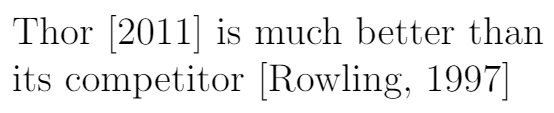 Thor [2011] is much better than
its competitor [Rowling, 1997]